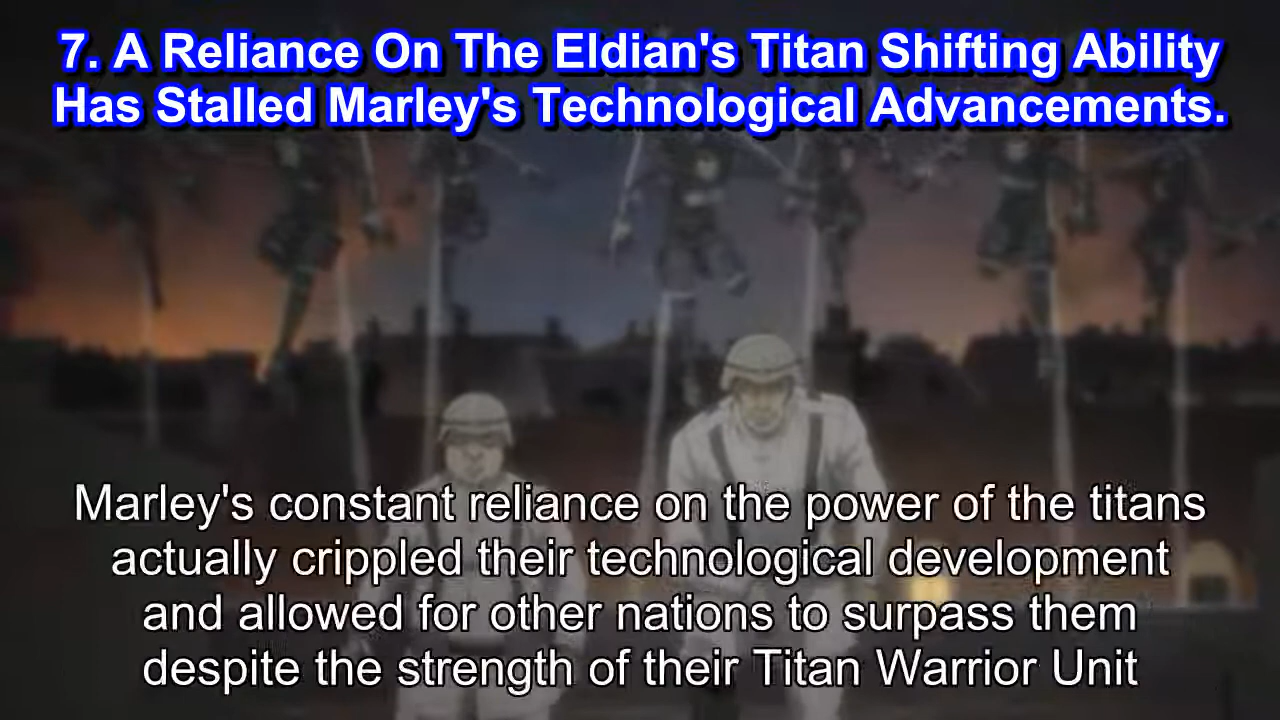 7. A Reliance On The Eldian's Titan Shifting Ability
Has Stalled Marley's Technological Advancements.
Marley's constant reliance on the power of the titans
actually crippled their technological development
and allowed for other nations to surpass them
despite the strength of their Titan Warrior Unit